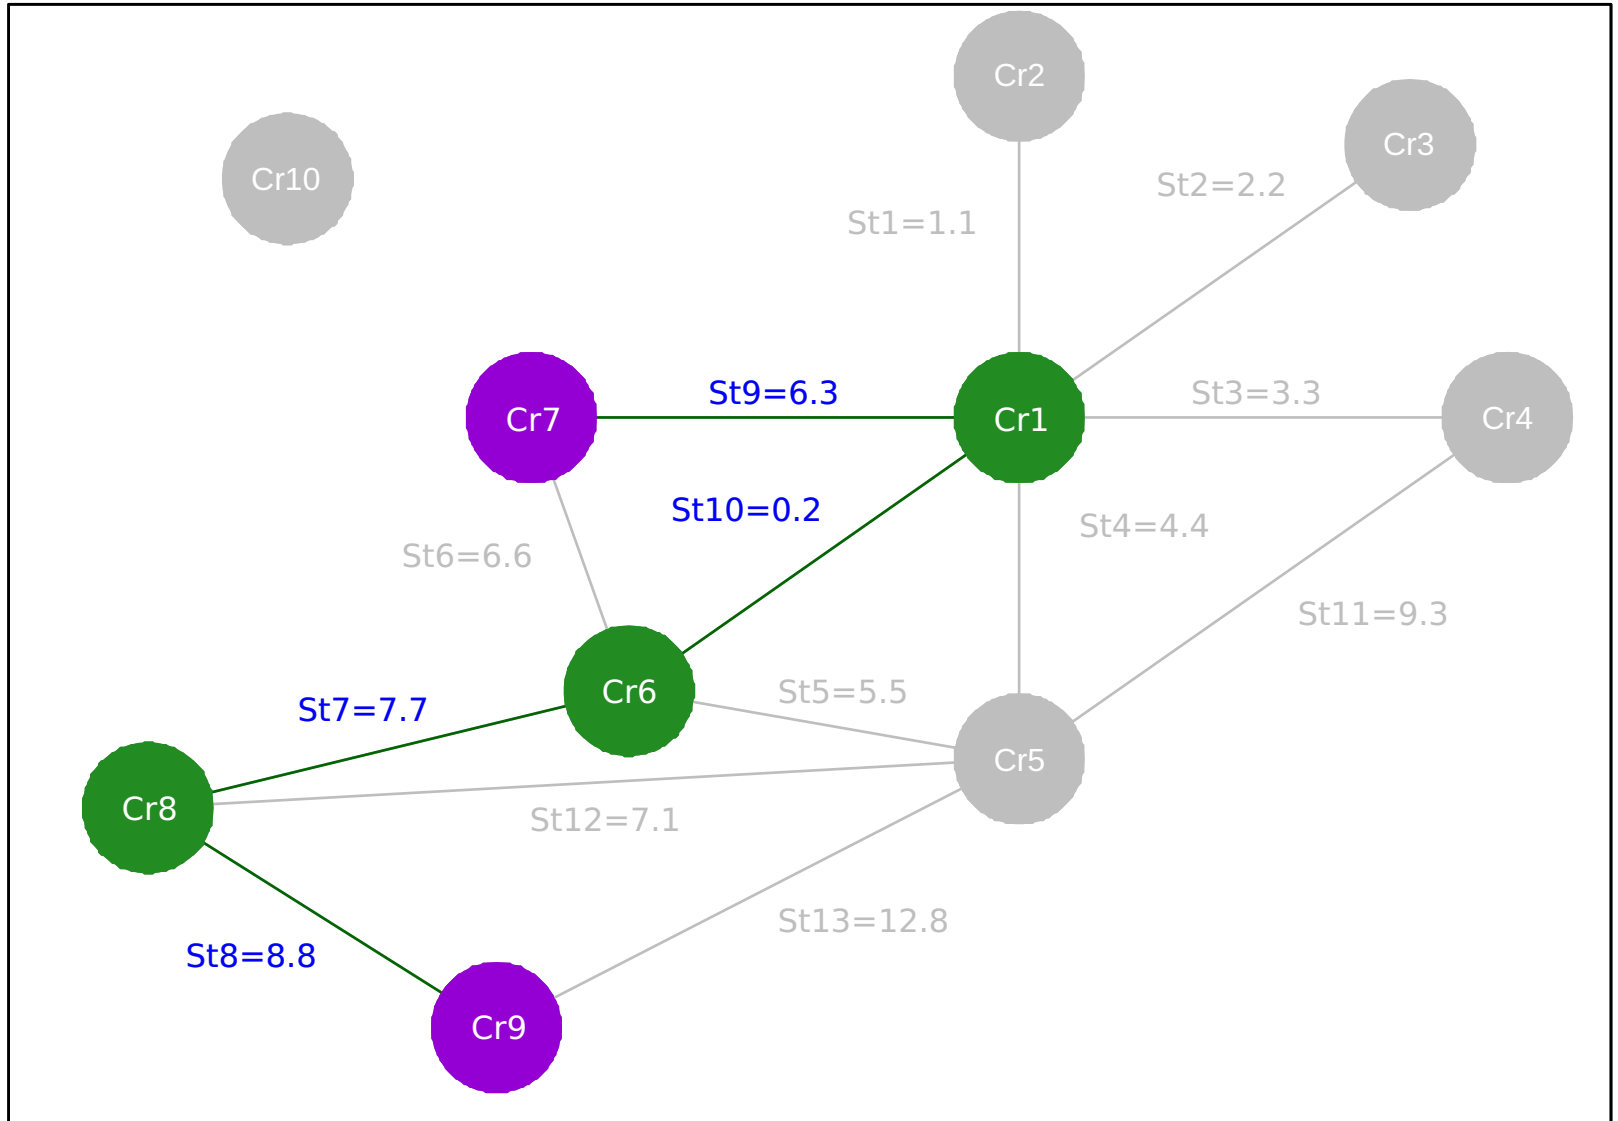 Cr2
Cr3
Cr10
St2=2.2
St1=1.1
St9=6.3
St3=3.3
Cr7
Cr1
Cr4
St10=0.2
St4=4.4
St6=6.6
St11=9.3
Cr6
St5=5.5
St7=7.7
Cr5
Cr8
St12=7.1
St13=12.8
St8=8.8
Cr9